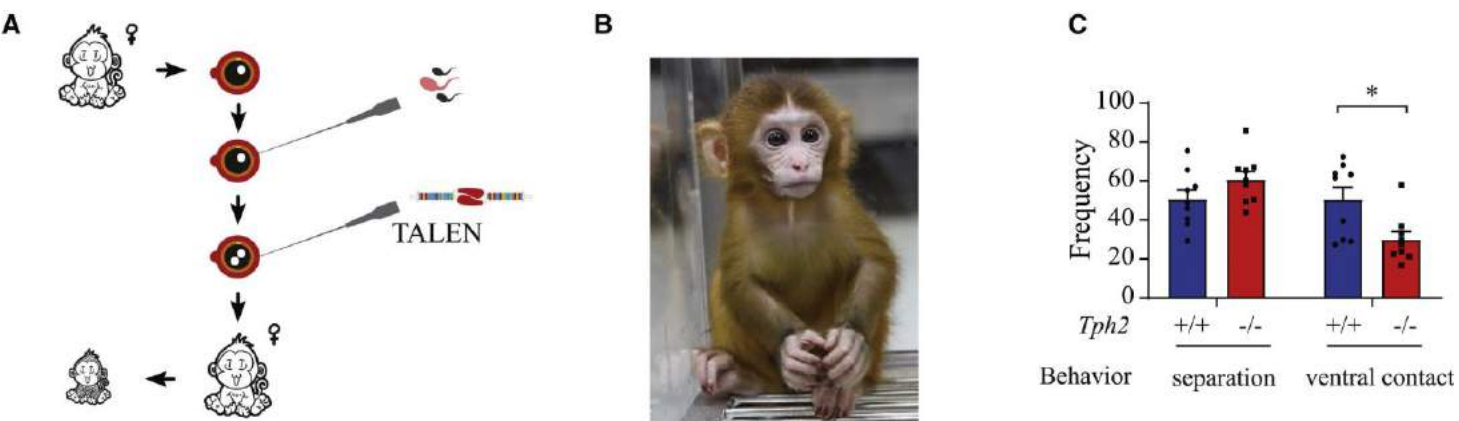 A
♀
TALEN
♀
B
C
*
100
80
60
40
20
0
Frequency
Tph2 +/+ -/- +/+ -/-
Behavior separation ventral contact